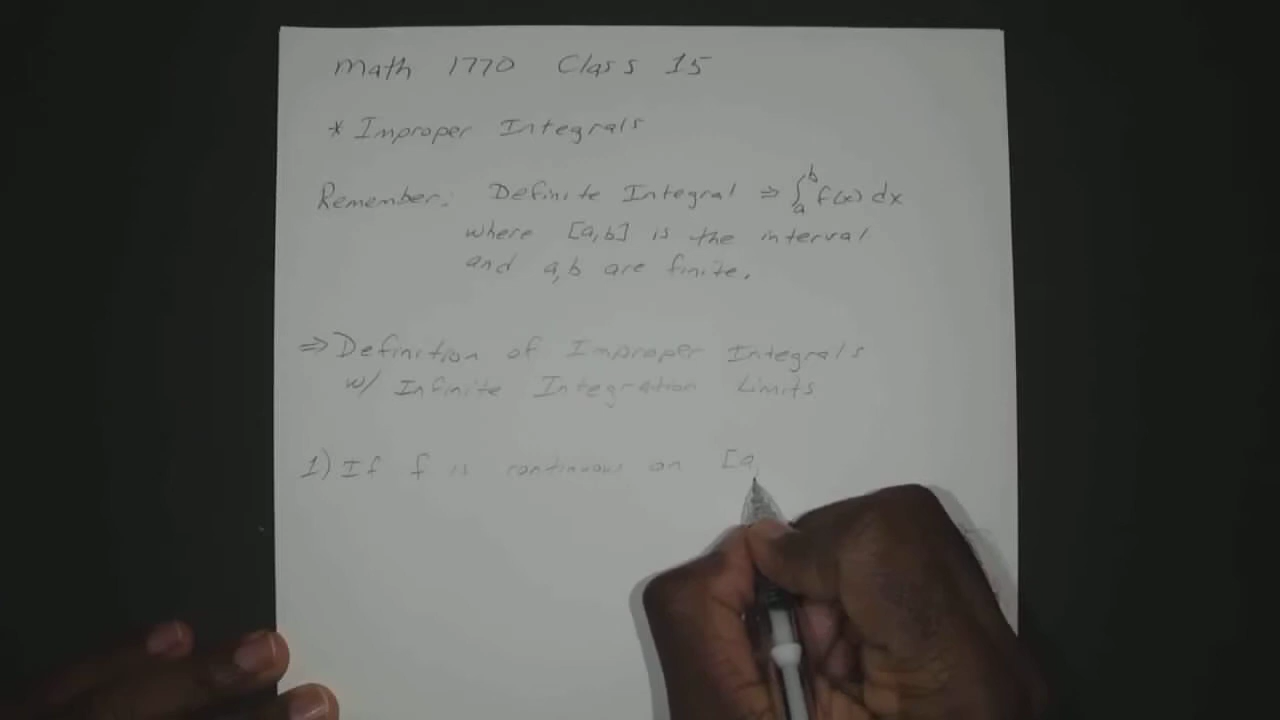 Math 1770 Class 15
* Improper Integrals
Remember: Definite Integral ⇒ ∫ₐᵇ f(x) dx
where [a,b] is the interval
and a,b are finite.
⇒ Definition of Improper Integrals
w/ Infinite Integration Limits
1) If f is continuous on [a,